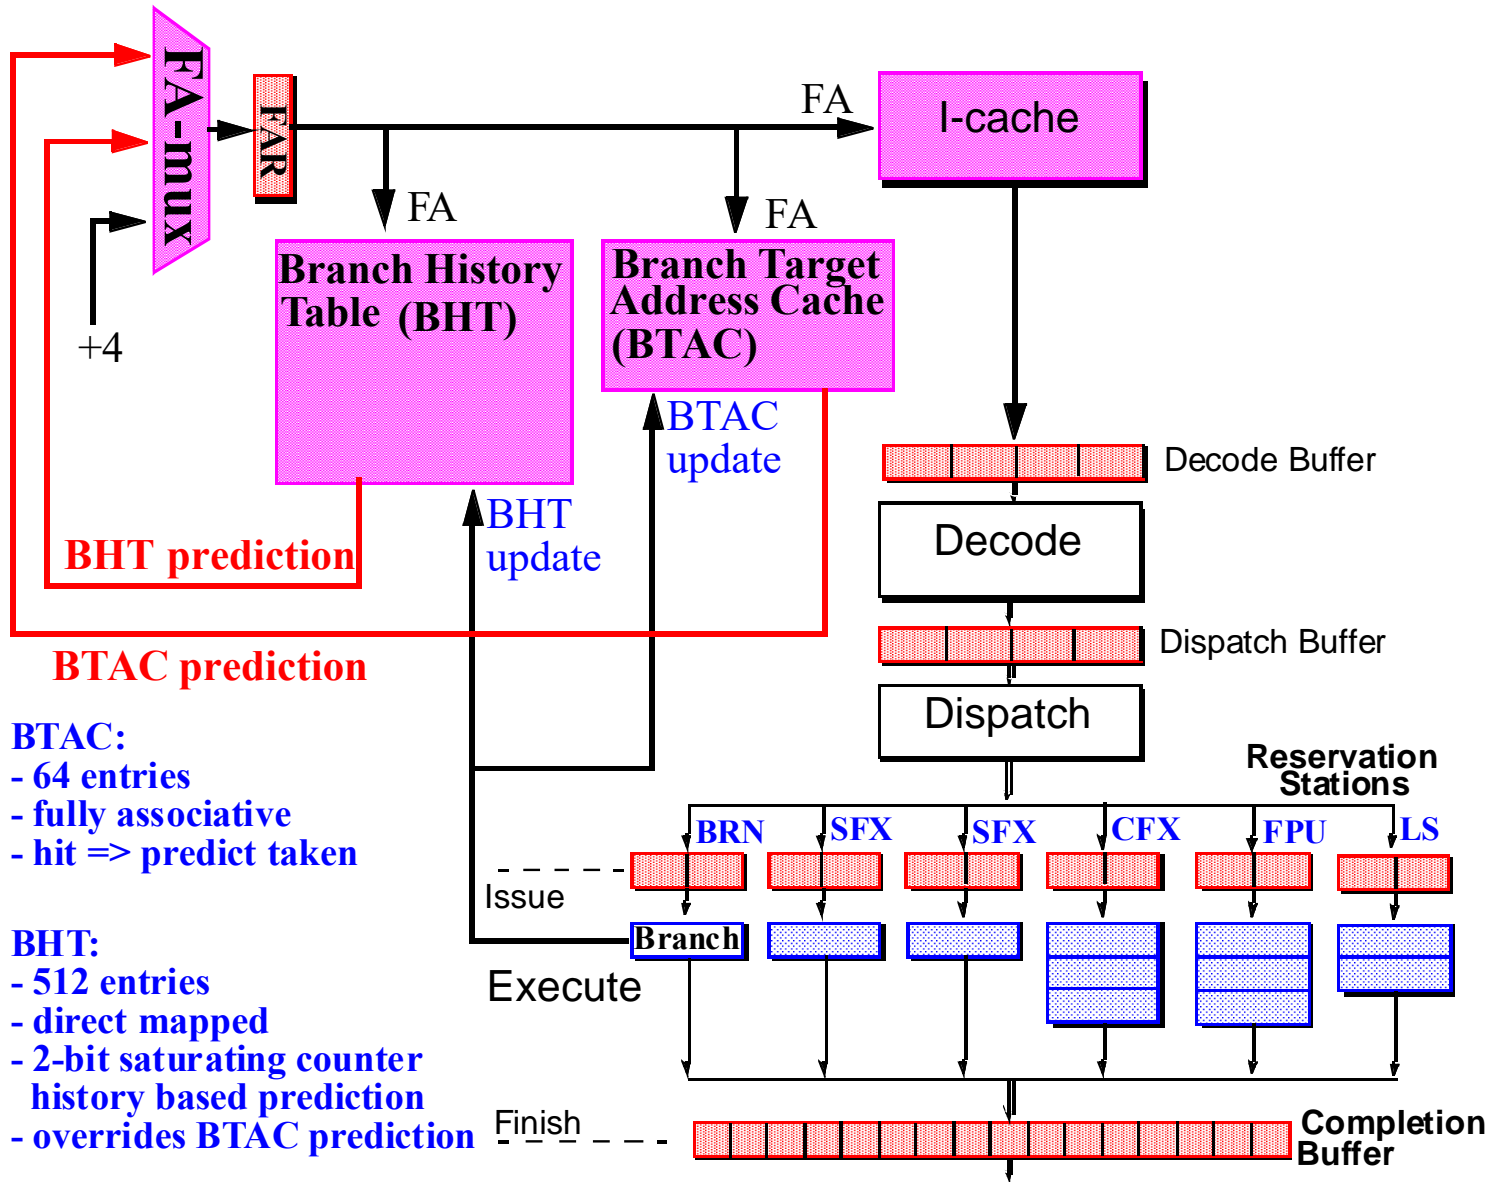 FA-mux
FAR
FA
I-cache
FA
FA
+4
Branch History
Table (BHT)
Branch Target
Address Cache
(BTAC)
BTAC
update
Decode Buffer
BHT
update
Decode
BHT prediction
Dispatch Buffer
BTAC prediction
Dispatch
BTAC:
- 64 entries
- fully associative
- hit => predict taken
Reservation
Stations
BRN SFX SFX CFX FPU LS
Issue
Branch
Execute
BHT:
- 512 entries
- direct mapped
- 2-bit saturating counter
history based prediction
- overrides BTAC prediction
Finish
Completion
Buffer